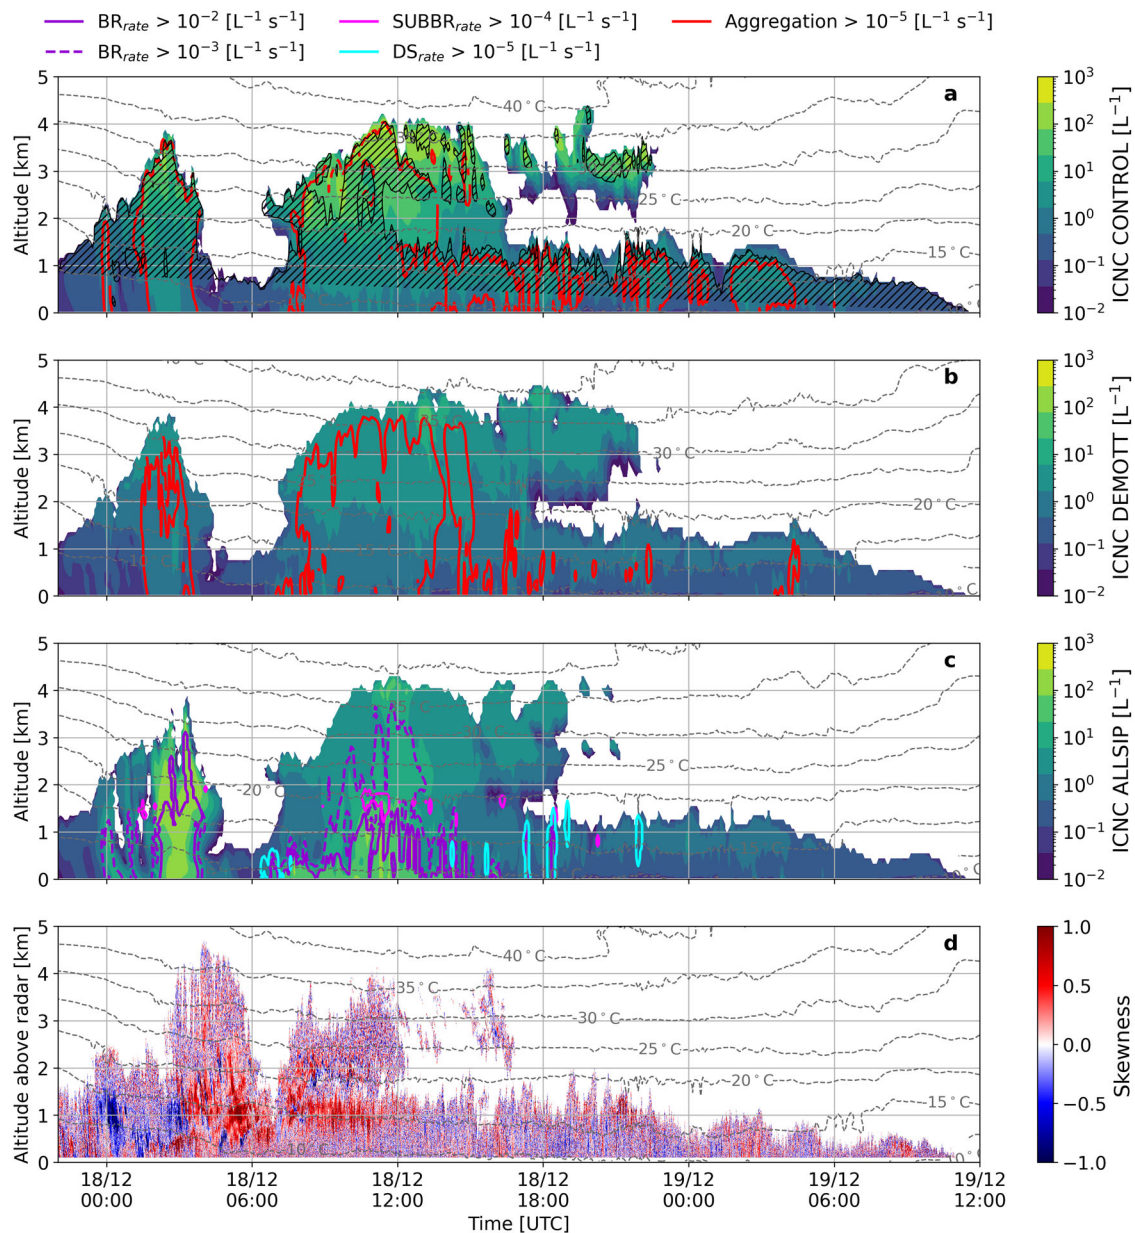 BR_rate > 10^-2 [L^-1 s^-1]
SUBBR_rate > 10^-4 [L^-1 s^-1]
Aggregation > 10^-5 [L^-1 s^-1]
BR_rate > 10^-3 [L^-1 s^-1]
DS_rate > 10^-5 [L^-1 s^-1]
a
5
4
3
2
1
0
Altitude [km]
40°C
25°C
20°C
15°C
10^3
10^2
10^1
10^0
10^-1
10^-2
ICNC CONTROL [L^-1]
b
5
4
3
2
1
0
Altitude [km]
30°C
20°C
°C
10^3
10^2
10^1
10^0
10^-1
10^-2
ICNC DEMOTT [L^-1]
c
5
4
3
2
1
0
Altitude [km]
-20°C
25°C
10^3
10^2
10^1
10^0
10^-1
10^-2
ICNC ALLSIP [L^-1]
d
5
4
3
2
1
0
Altitude above radar [km]
40°C
35°C
-30°C
25°C
20°C
15°C
1.0
0.5
0.0
−0.5
−1.0
Skewness
18/12 00:00
18/12 06:00
18/12 12:00
18/12 18:00
19/12 00:00
19/12 06:00
19/12 12:00
Time [UTC]